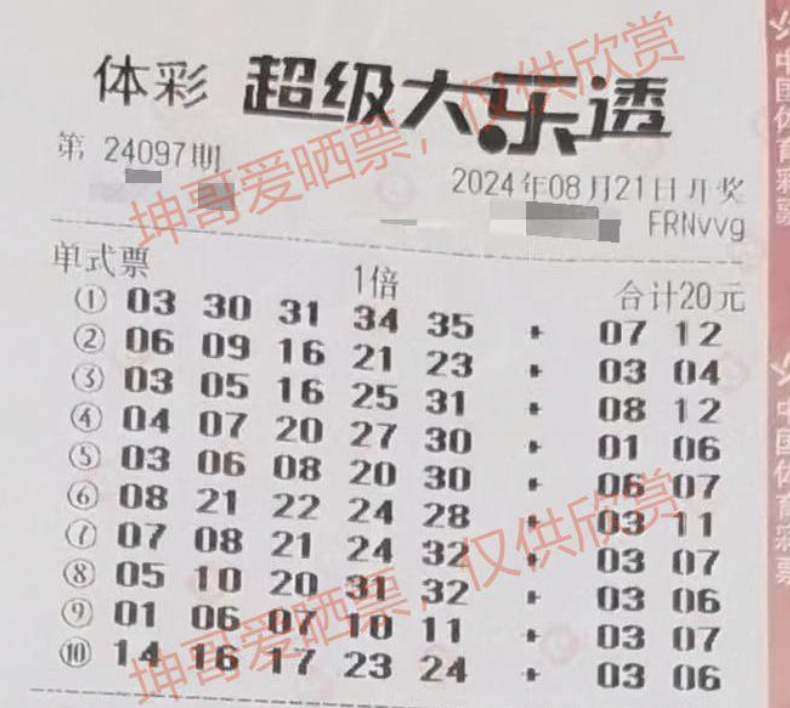 体彩 超级大乐透
第 24097期
2024年08月21日开奖
FRNvvg
单式票 1倍 合计20元
① 03 30 31 34 35 + 07 12
② 06 09 16 21 23 + 03 04
③ 03 05 16 25 31 + 08 12
④ 04 07 20 27 30 + 01 06
⑤ 03 06 08 20 30 + 06 07
⑥ 08 21 22 24 28 + 03 11
⑦ 07 08 21 24 32 + 03 07
⑧ 05 10 20 31 32 + 03 06
⑨ 01 06 07 10 11 + 03 07
⑩ 14 16 17 23 24 + 03 06
坤哥爱晒票，仅供欣赏
坤哥爱晒票，仅供欣赏
中国体育彩票
中国体育彩票